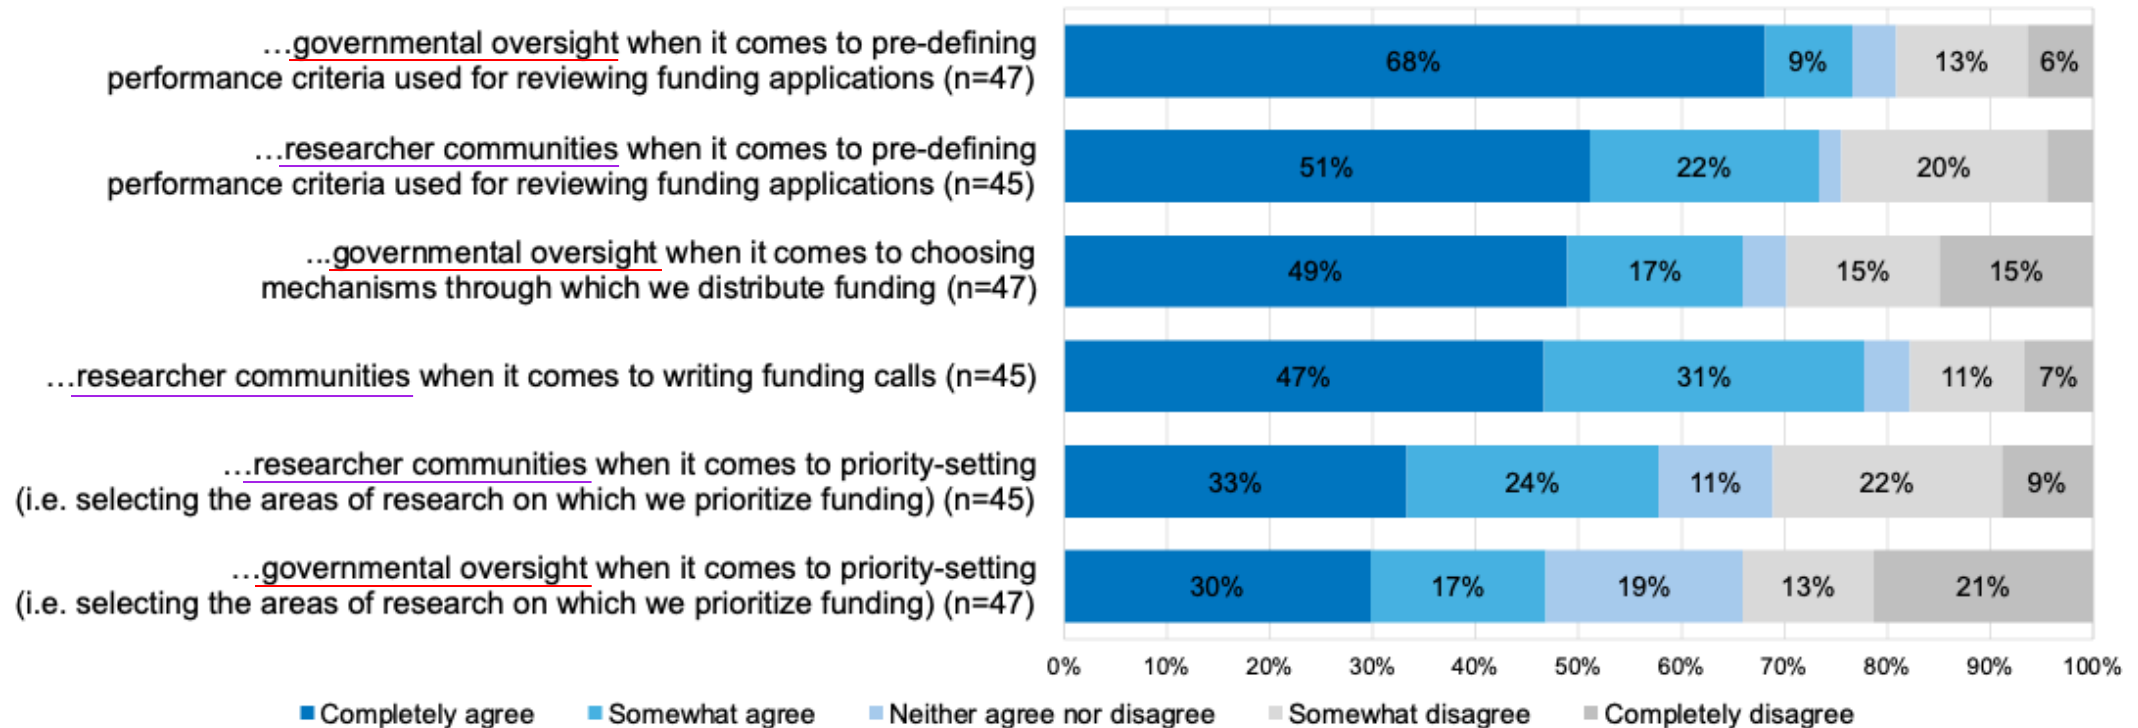 …governmental oversight when it comes to pre-defining
performance criteria used for reviewing funding applications (n=47)
68%
9%
13%
6%
…researcher communities when it comes to pre-defining
performance criteria used for reviewing funding applications (n=45)
51%
22%
20%
...governmental oversight when it comes to choosing
mechanisms through which we distribute funding (n=47)
49%
17%
15%
15%
…researcher communities when it comes to writing funding calls (n=45)
47%
31%
11%
7%
…researcher communities when it comes to priority-setting
(i.e. selecting the areas of research on which we prioritize funding) (n=45)
33%
24%
11%
22%
9%
…governmental oversight when it comes to priority-setting
(i.e. selecting the areas of research on which we prioritize funding) (n=47)
30%
17%
19%
13%
21%
0% 10% 20% 30% 40% 50% 60% 70% 80% 90% 100%
Completely agree Somewhat agree Neither agree nor disagree Somewhat disagree Completely disagree